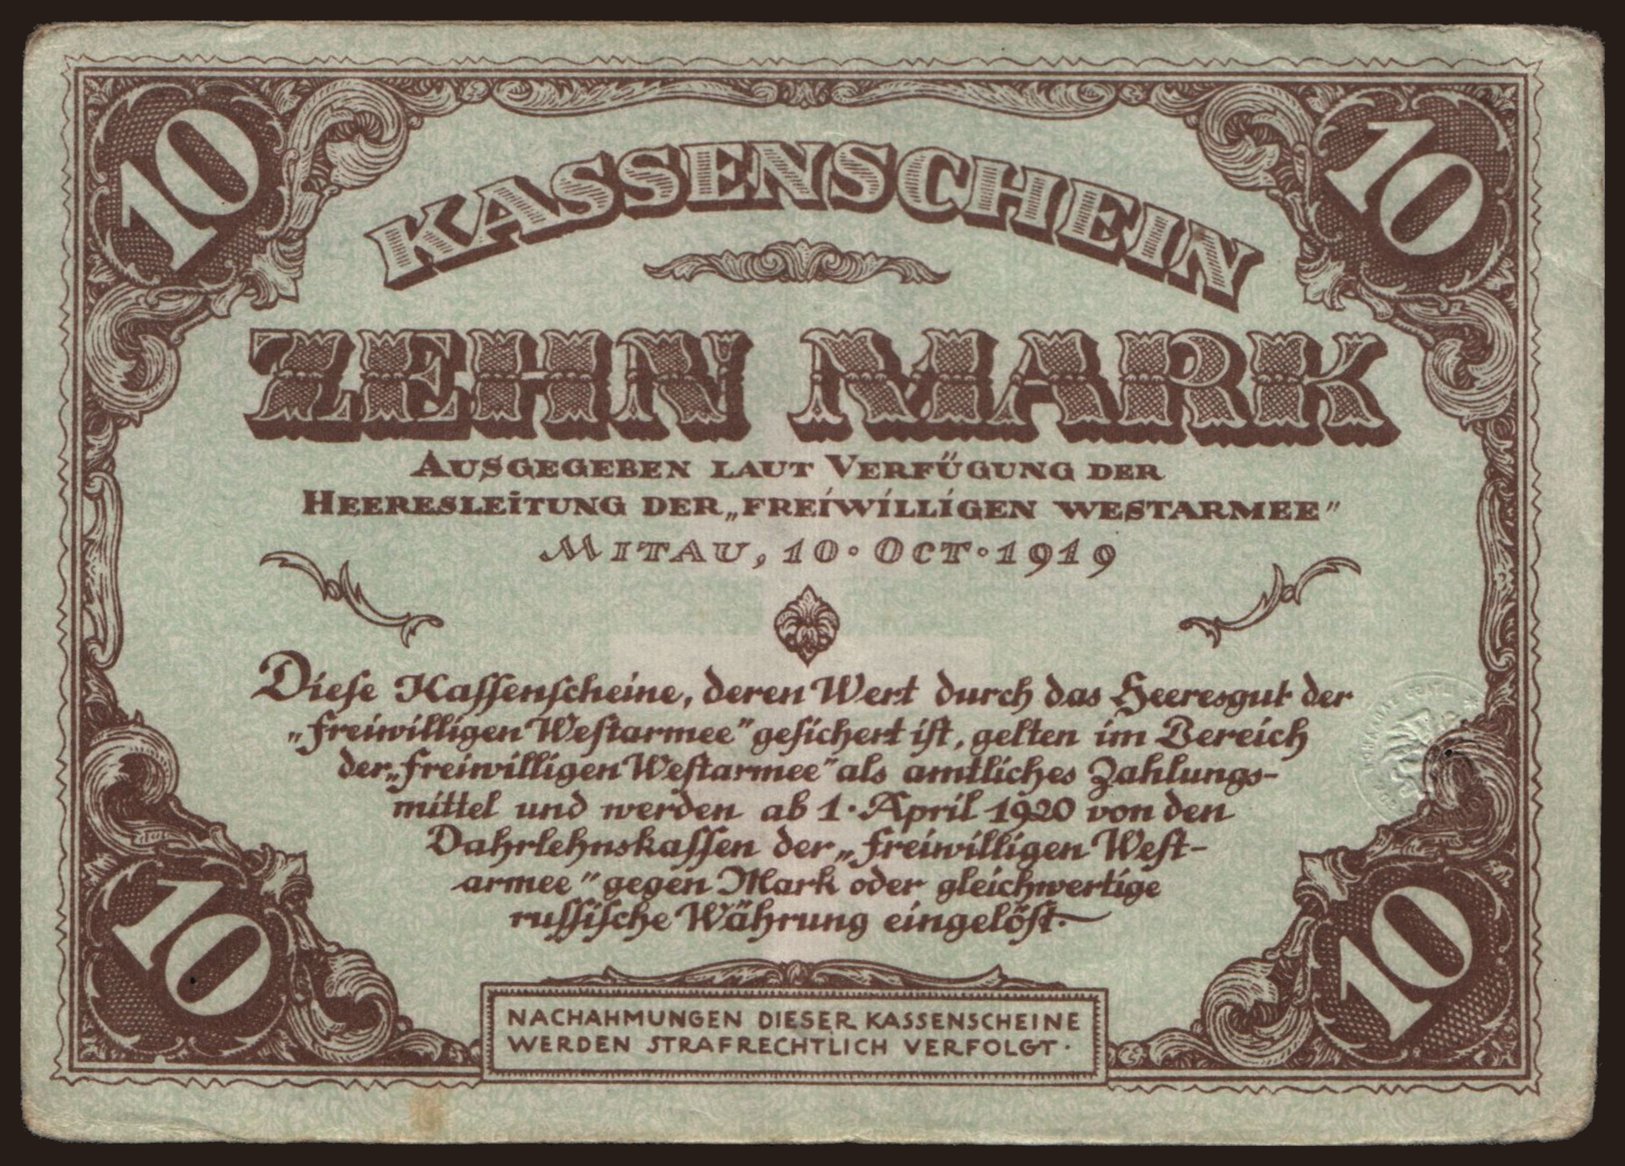 10 10
KASSENSCHEIN
ZEHN MARK
AUSGEGEBEN LAUT VERFÜGUNG DER
HEERESLEITUNG DER „FREIWILLIGEN WESTARMEE"
MITAU, 10. OCT. 1919
Dieſe Kaſſenſcheine, deren Wert durch das Heeresgut der
„Freiwilligen Weſtarmee" geſichert iſt, gelten im Bereich
der „Freiwilligen Weſtarmee" als amtliches Zahlungs-
mittel und werden ab 1. April 1920 von den
Dahrlehnskaſſen der „Freiwilligen Weſt-
armee" gegen Mark oder gleichwertige
ruſſiſche Währung eingelöſt.
10 10
NACHAHMUNGEN DIESER KASSENSCHEINE
WERDEN STRAFRECHTLICH VERFOLGT.